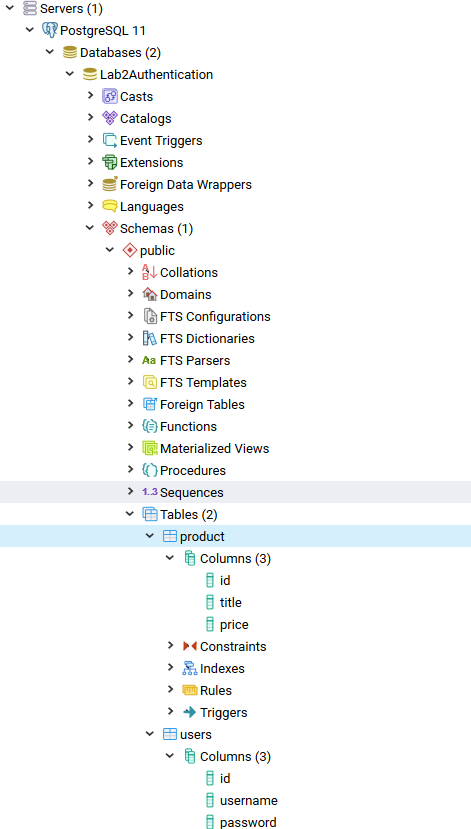 Servers (1)
PostgreSQL 11
Databases (2)
Lab2Authentication
Casts
Catalogs
Event Triggers
Extensions
Foreign Data Wrappers
Languages
Schemas (1)
public
Collations
Domains
FTS Configurations
FTS Dictionaries
Aa FTS Parsers
FTS Templates
Foreign Tables
Functions
Materialized Views
Procedures
1..3 Sequences
Tables (2)
product
Columns (3)
id
title
price
Constraints
Indexes
Rules
Triggers
users
Columns (3)
id
username
password